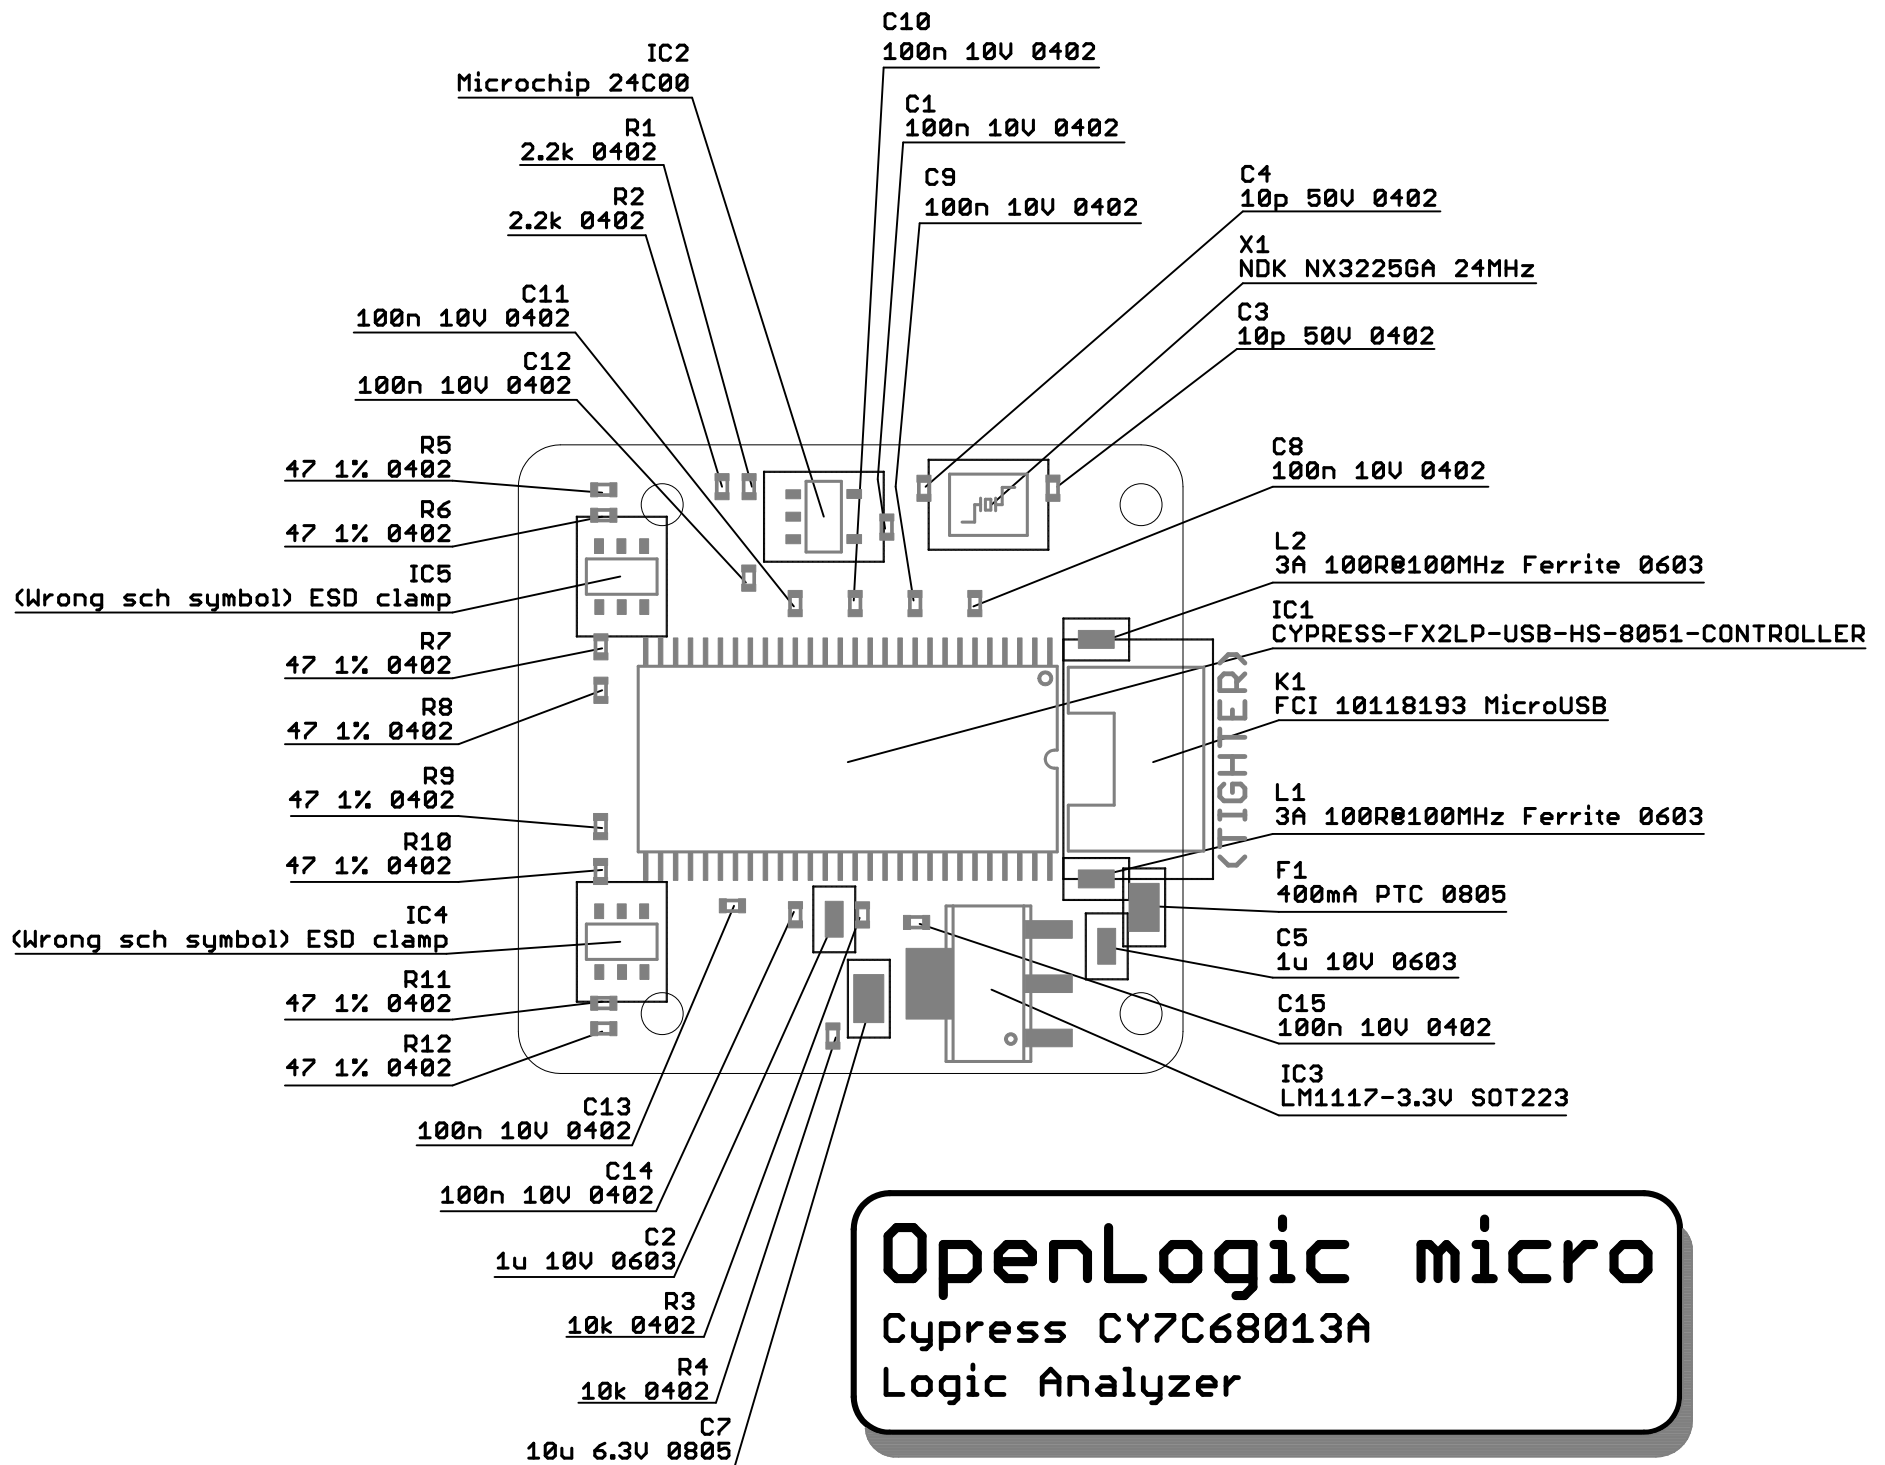 C10
100n 10V 0402
IC2
Microchip 24C00
C1
100n 10V 0402
R1
2.2k 0402
C9
100n 10V 0402
R2
2.2k 0402
C4
10p 50V 0402
X1
NDK NX3225GA 24MHz
C11
100n 10V 0402
C3
10p 50V 0402
C12
100n 10V 0402
R5
47 1% 0402
C8
100n 10V 0402
R6
47 1% 0402
L2
3A 100R@100MHz Ferrite 0603
IC5
(Wrong sch symbol) ESD clamp
IC1
CYPRESS-FX2LP-USB-HS-8051-CONTROLLER
R7
47 1% 0402
K1
FCI 10118193 MicroUSB
R8
47 1% 0402
(TIGHTER)
R9
47 1% 0402
L1
3A 100R@100MHz Ferrite 0603
R10
47 1% 0402
F1
400mA PTC 0805
IC4
(Wrong sch symbol) ESD clamp
C5
1u 10V 0603
R11
47 1% 0402
C15
100n 10V 0402
R12
47 1% 0402
IC3
LM1117-3.3V SOT223
C13
100n 10V 0402
C14
100n 10V 0402
C2
1u 10V 0603
R3
10k 0402
R4
10k 0402
C7
10u 6.3V 0805
OpenLogic micro
Cypress CY7C68013A
Logic Analyzer